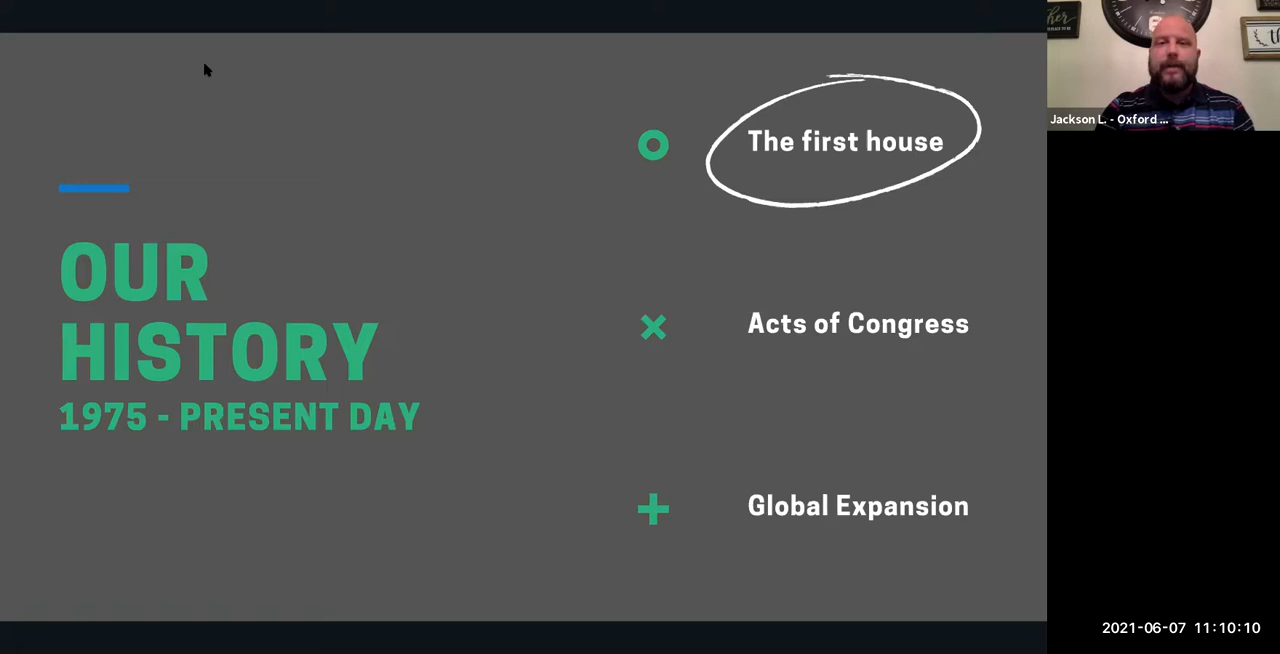 OUR
HISTORY
1975 - PRESENT DAY
The first house
Acts of Congress
Global Expansion
Jackson L. - Oxford ...
2021-06-07 11:10:10